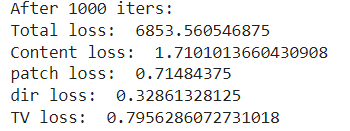 After 1000 iters:
Total loss:  6853.560546875
Content loss:  1.7101013660430908
patch loss:  0.71484375
dir loss:  0.32861328125
TV loss:  0.7956286072731018